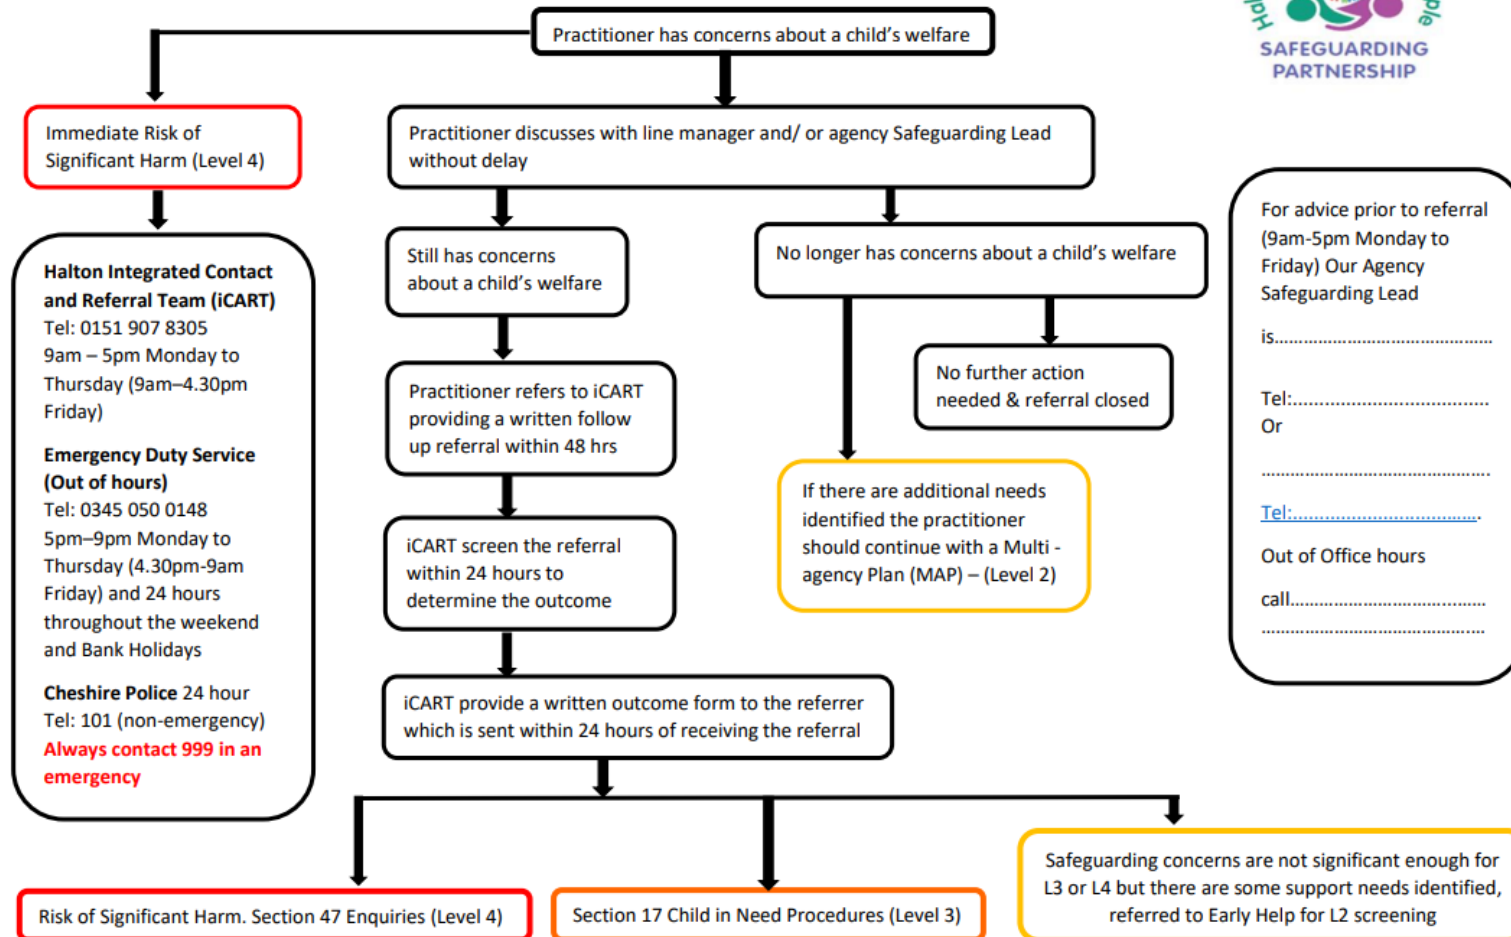 Practitioner has concerns about a child's welfare
SAFEGUARDING
PARTNERSHIP
Immediate Risk of
Significant Harm (Level 4)
Practitioner discusses with line manager and/ or agency Safeguarding Lead
without delay
Halton Integrated Contact
and Referral Team (iCART)
Tel: 0151 907 8305
9am – 5pm Monday to
Thursday (9am–4.30pm
Friday)
Emergency Duty Service
(Out of hours)
Tel: 0345 050 0148
5pm–9pm Monday to
Thursday (4.30pm-9am
Friday) and 24 hours
throughout the weekend
and Bank Holidays
Cheshire Police 24 hour
Tel: 101 (non-emergency)
Always contact 999 in an
emergency
Still has concerns
about a child's welfare
No longer has concerns about a child's welfare
Practitioner refers to iCART
providing a written follow
up referral within 48 hrs
No further action
needed & referral closed
iCART screen the referral
within 24 hours to
determine the outcome
If there are additional needs
identified the practitioner
should continue with a Multi -
agency Plan (MAP) – (Level 2)
iCART provide a written outcome form to the referrer
which is sent within 24 hours of receiving the referral
For advice prior to referral
(9am-5pm Monday to
Friday) Our Agency
Safeguarding Lead
is………………………………………
Tel:....................................
Or
……………………………………….
Tel:……………………………….
Out of Office hours
call…………………………………
………………………………………
Risk of Significant Harm. Section 47 Enquiries (Level 4)
Section 17 Child in Need Procedures (Level 3)
Safeguarding concerns are not significant enough for
L3 or L4 but there are some support needs identified,
referred to Early Help for L2 screening